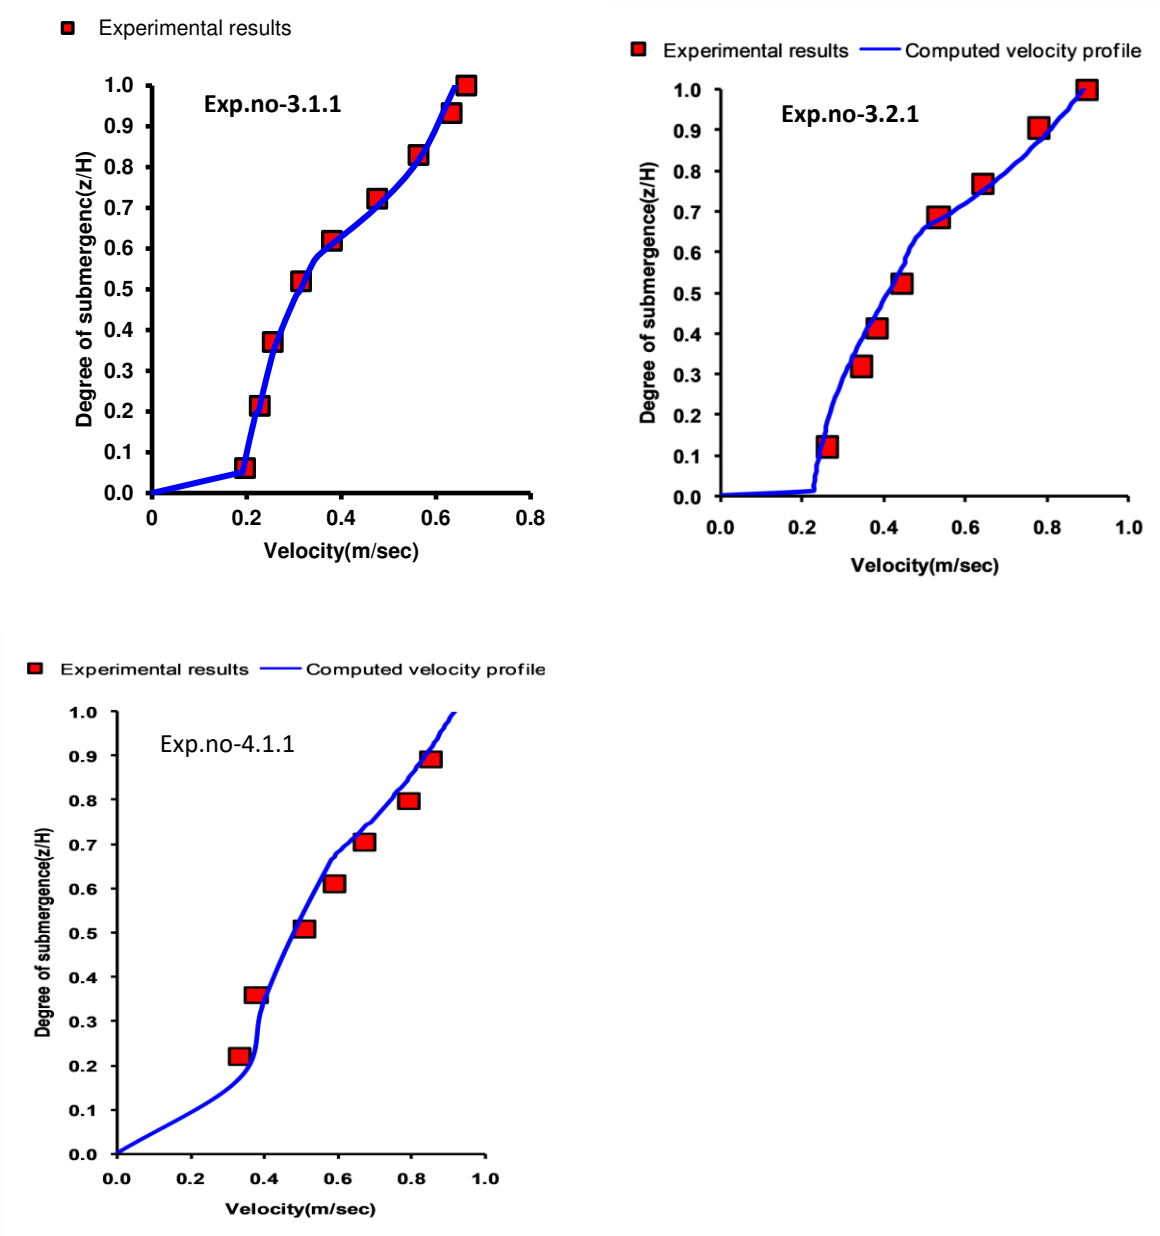 Experimental results
Exp.no-3.1.1
1.0
0.9
0.8
0.7
0.6
0.5
0.4
0.3
0.2
0.1
0.0
Degree of submergenc(z/H)
0 0.2 0.4 0.6 0.8
Velocity(m/sec)
Experimental results Computed velocity profile
Exp.no-3.2.1
1.0
0.9
0.8
0.7
0.6
0.5
0.4
0.3
0.2
0.1
0.0
Degree of submergence(z/H)
0.0 0.2 0.4 0.6 0.8 1.0
Velocity(m/sec)
Experimental results Computed velocity profile
Exp.no-4.1.1
1.0
0.9
0.8
0.7
0.6
0.5
0.4
0.3
0.2
0.1
0.0
Degree of submergence(z/H)
0.0 0.2 0.4 0.6 0.8 1.0
Velocity(m/sec)